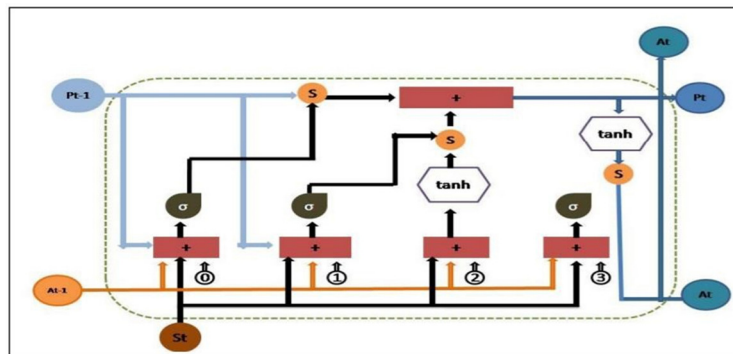 At
Pt-1
S
+
Pt
tanh
S
S
tanh
σ
σ
σ
+
+
+
+
0
1
2
3
At-1
At
St